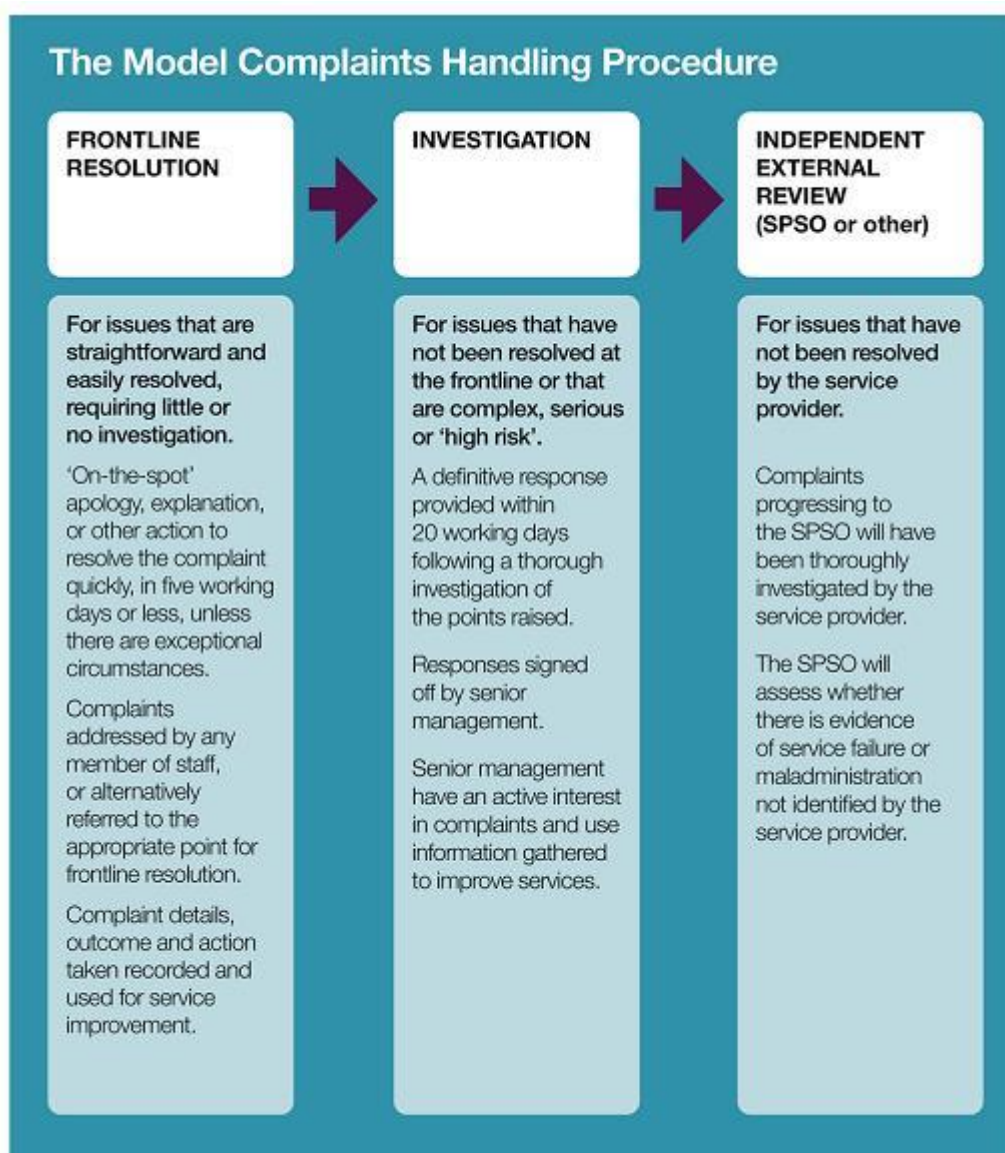 The Model Complaints Handling Procedure
FRONTLINE
RESOLUTION
INVESTIGATION
INDEPENDENT
EXTERNAL
REVIEW
(SPSO or other)
For issues that are
straightforward and
easily resolved,
requiring little or
no investigation.
‘On-the-spot’
apology, explanation,
or other action to
resolve the complaint
quickly, in five working
days or less, unless
there are exceptional
circumstances.
Complaints
addressed by any
member of staff,
or alternatively
referred to the
appropriate point for
frontline resolution.
Complaint details,
outcome and action
taken recorded and
used for service
improvement.
For issues that have
not been resolved at
the frontline or that
are complex, serious
or ‘high risk’.
A definitive response
provided within
20 working days
following a thorough
investigation of
the points raised.
Responses signed
off by senior
management.
Senior management
have an active interest
in complaints and use
information gathered
to improve services.
For issues that have
not been resolved
by the service
provider.
Complaints
progressing to
the SPSO will have
been thoroughly
investigated by the
service provider.
The SPSO will
assess whether
there is evidence
of service failure or
maladministration
not identified by the
service provider.